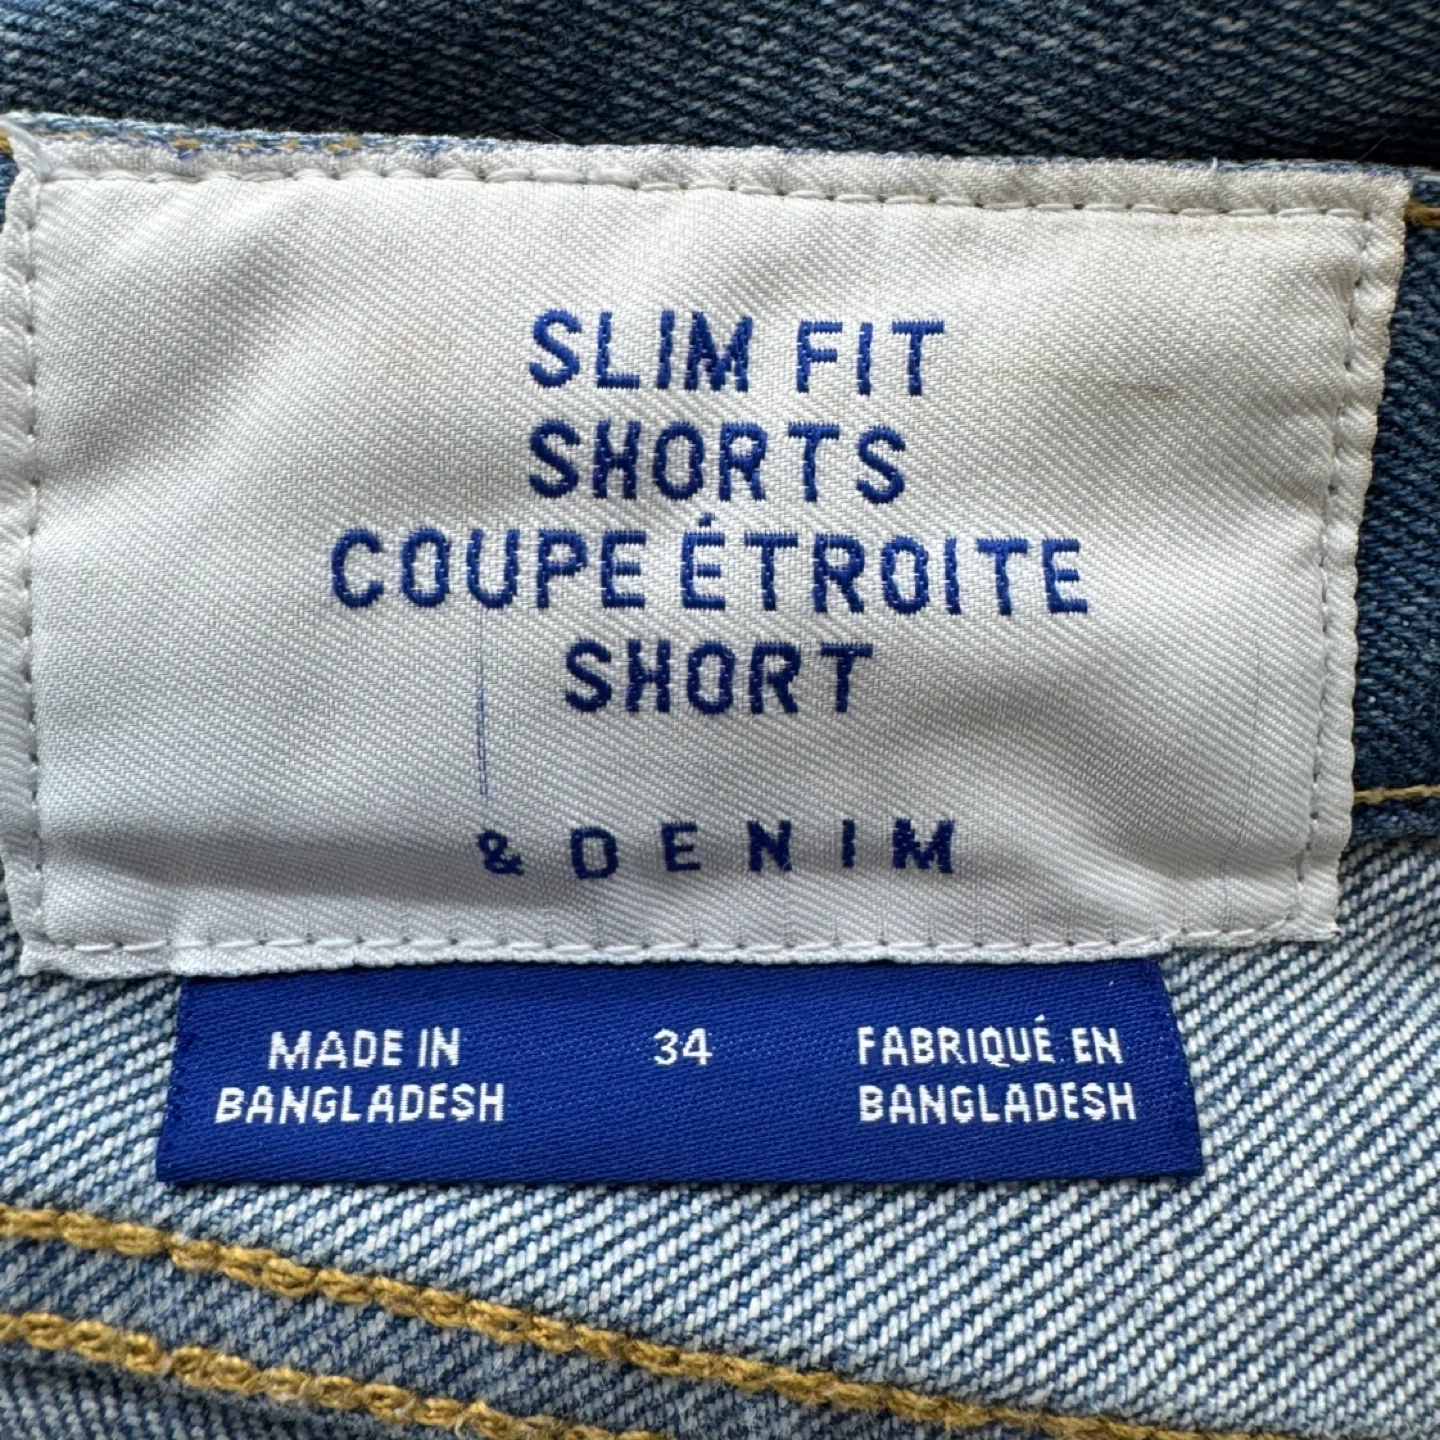 SLIM FIT
SHORTS
COUPE ÉTROITE
SHORT
& DENIM
MADE IN
BANGLADESH
34
FABRIQUÉ EN
BANGLADESH